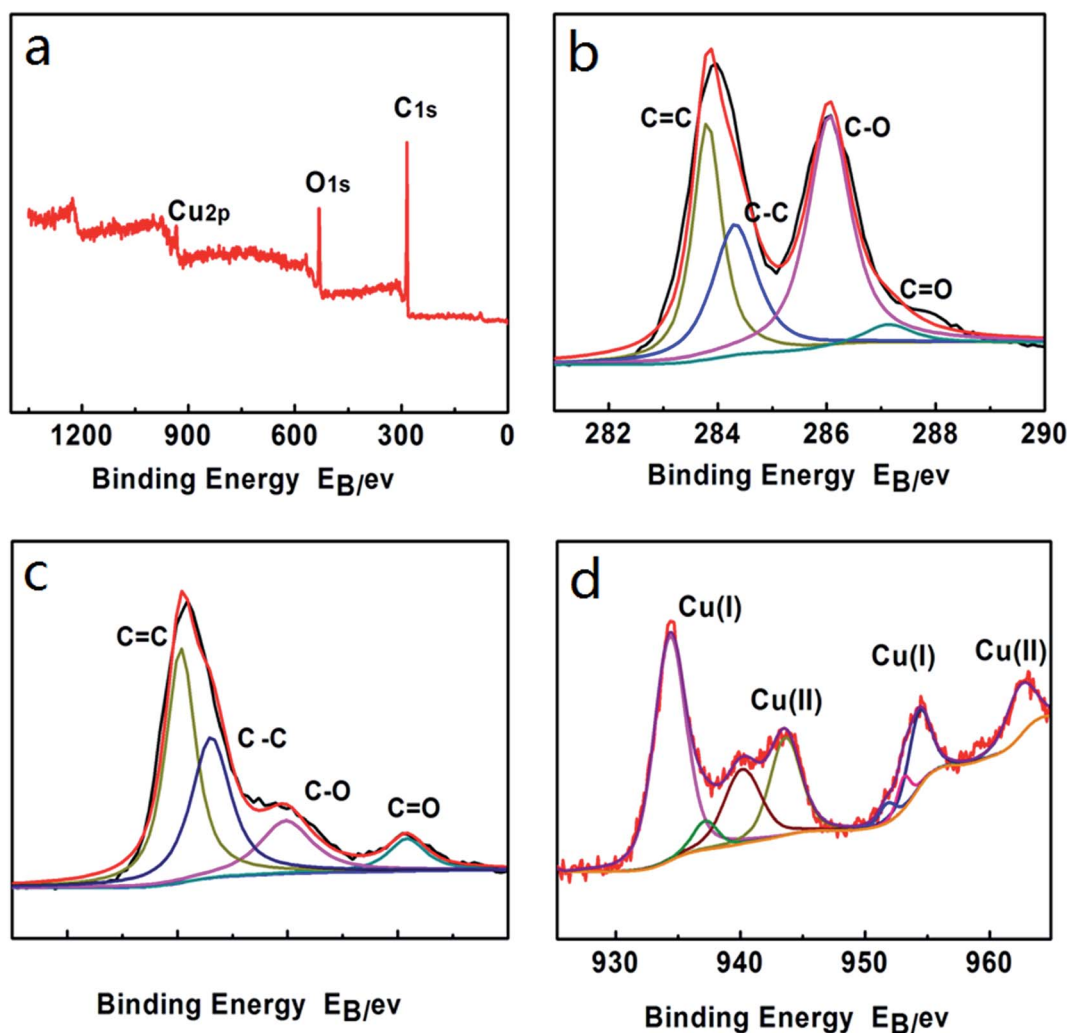 a
C1s
O1s
Cu2p
1200 900 600 300 0
Binding Energy EB/ev
b
C=C
C-O
C-C
C=O
282 284 286 288 290
Binding Energy EB/ev
c
C=C
C -C
C-O
C=O
Binding Energy EB/ev
d
Cu(I)
Cu(II)
Cu(I)
Cu(II)
930 940 950 960
Binding Energy EB/ev